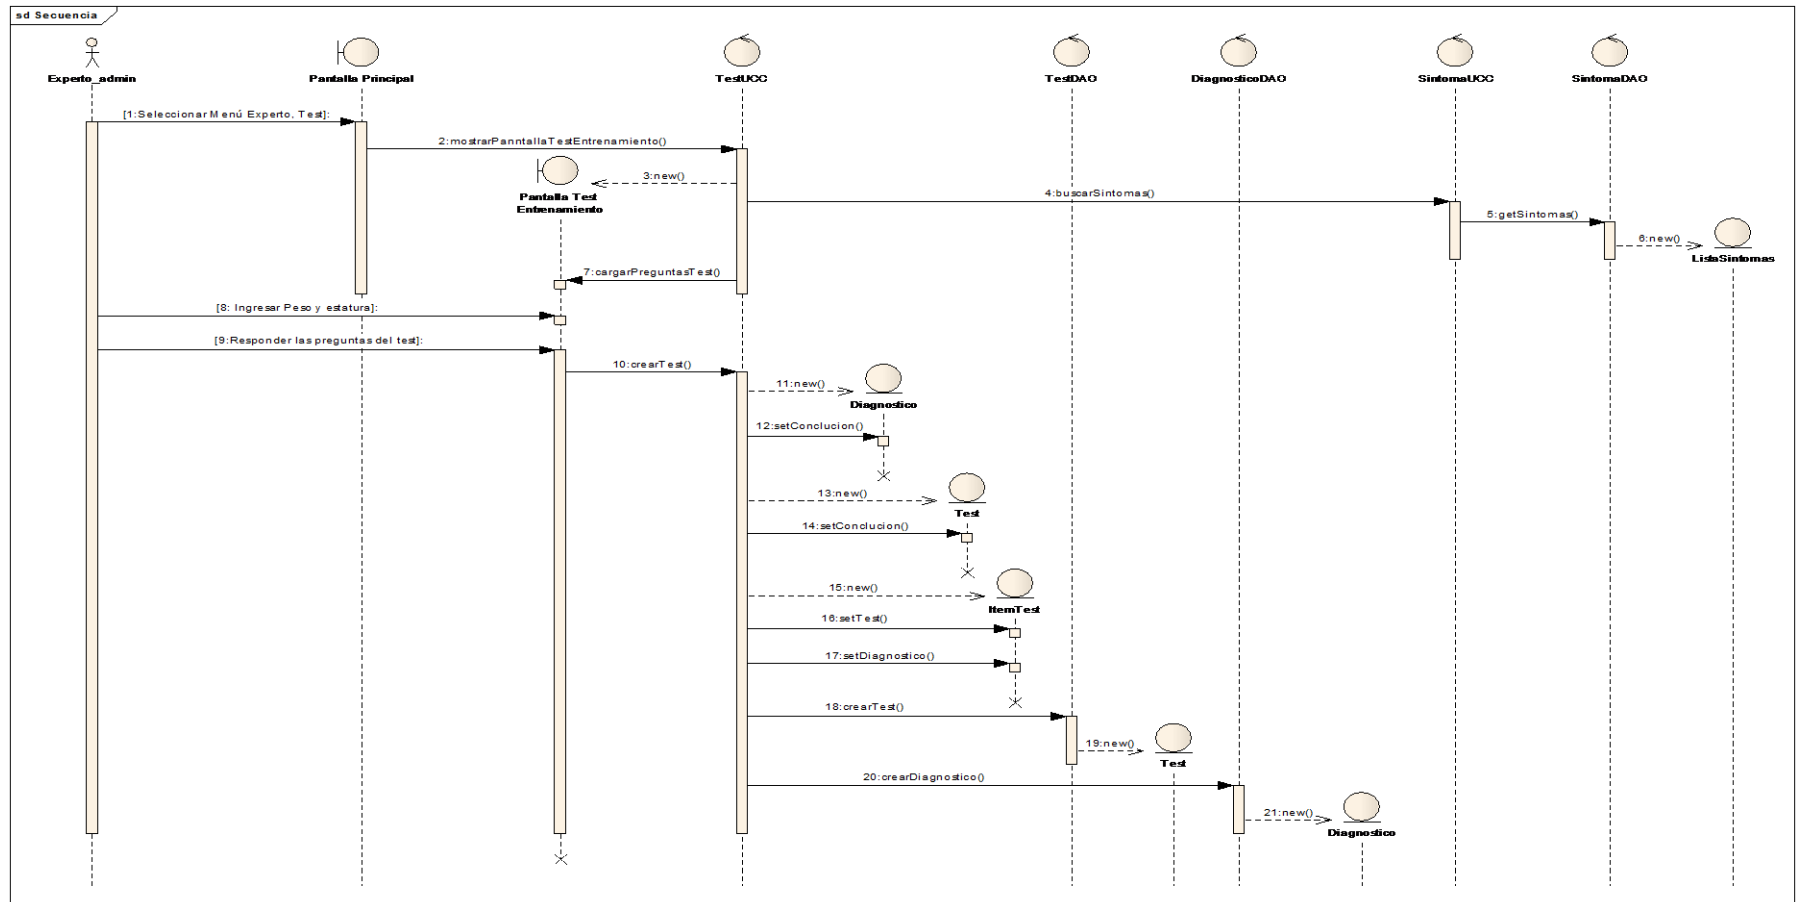 sd Secuencia
Experto_admin
Pantalla Principal
TestUCC
TestDAO
DiagnosticoDAO
SintomaUCC
SintomaDAO
[1:Seleccionar Menú Experto, Test]:
2:mostrarPanntallaTestEntrenamiento()
3:new()
Pantalla Test
Entrenamiento
4:buscarSintomas()
5:getSintomas()
6:new()
ListaSintomas
7:cargarPreguntasTest()
[8: Ingresar Peso y estatura]:
[9:Responder las preguntas del test]:
10:crearTest()
11:new()
Diagnostico
12:setConclucion()
13:new()
Test
14:setConclucion()
15:new()
ItemTest
16:setTest()
17:setDiagnostico()
18:crearTest()
19:new()
Test
20:crearDiagnostico()
21:new()
Diagnostico